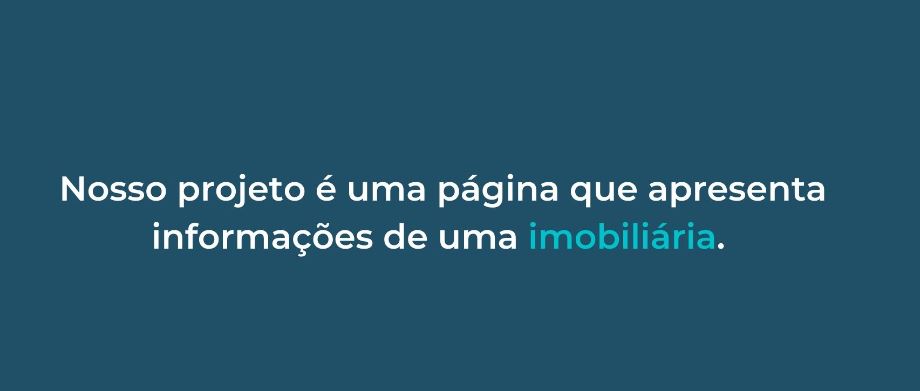 Nosso projeto é uma página que apresenta
informações de uma imobiliária.